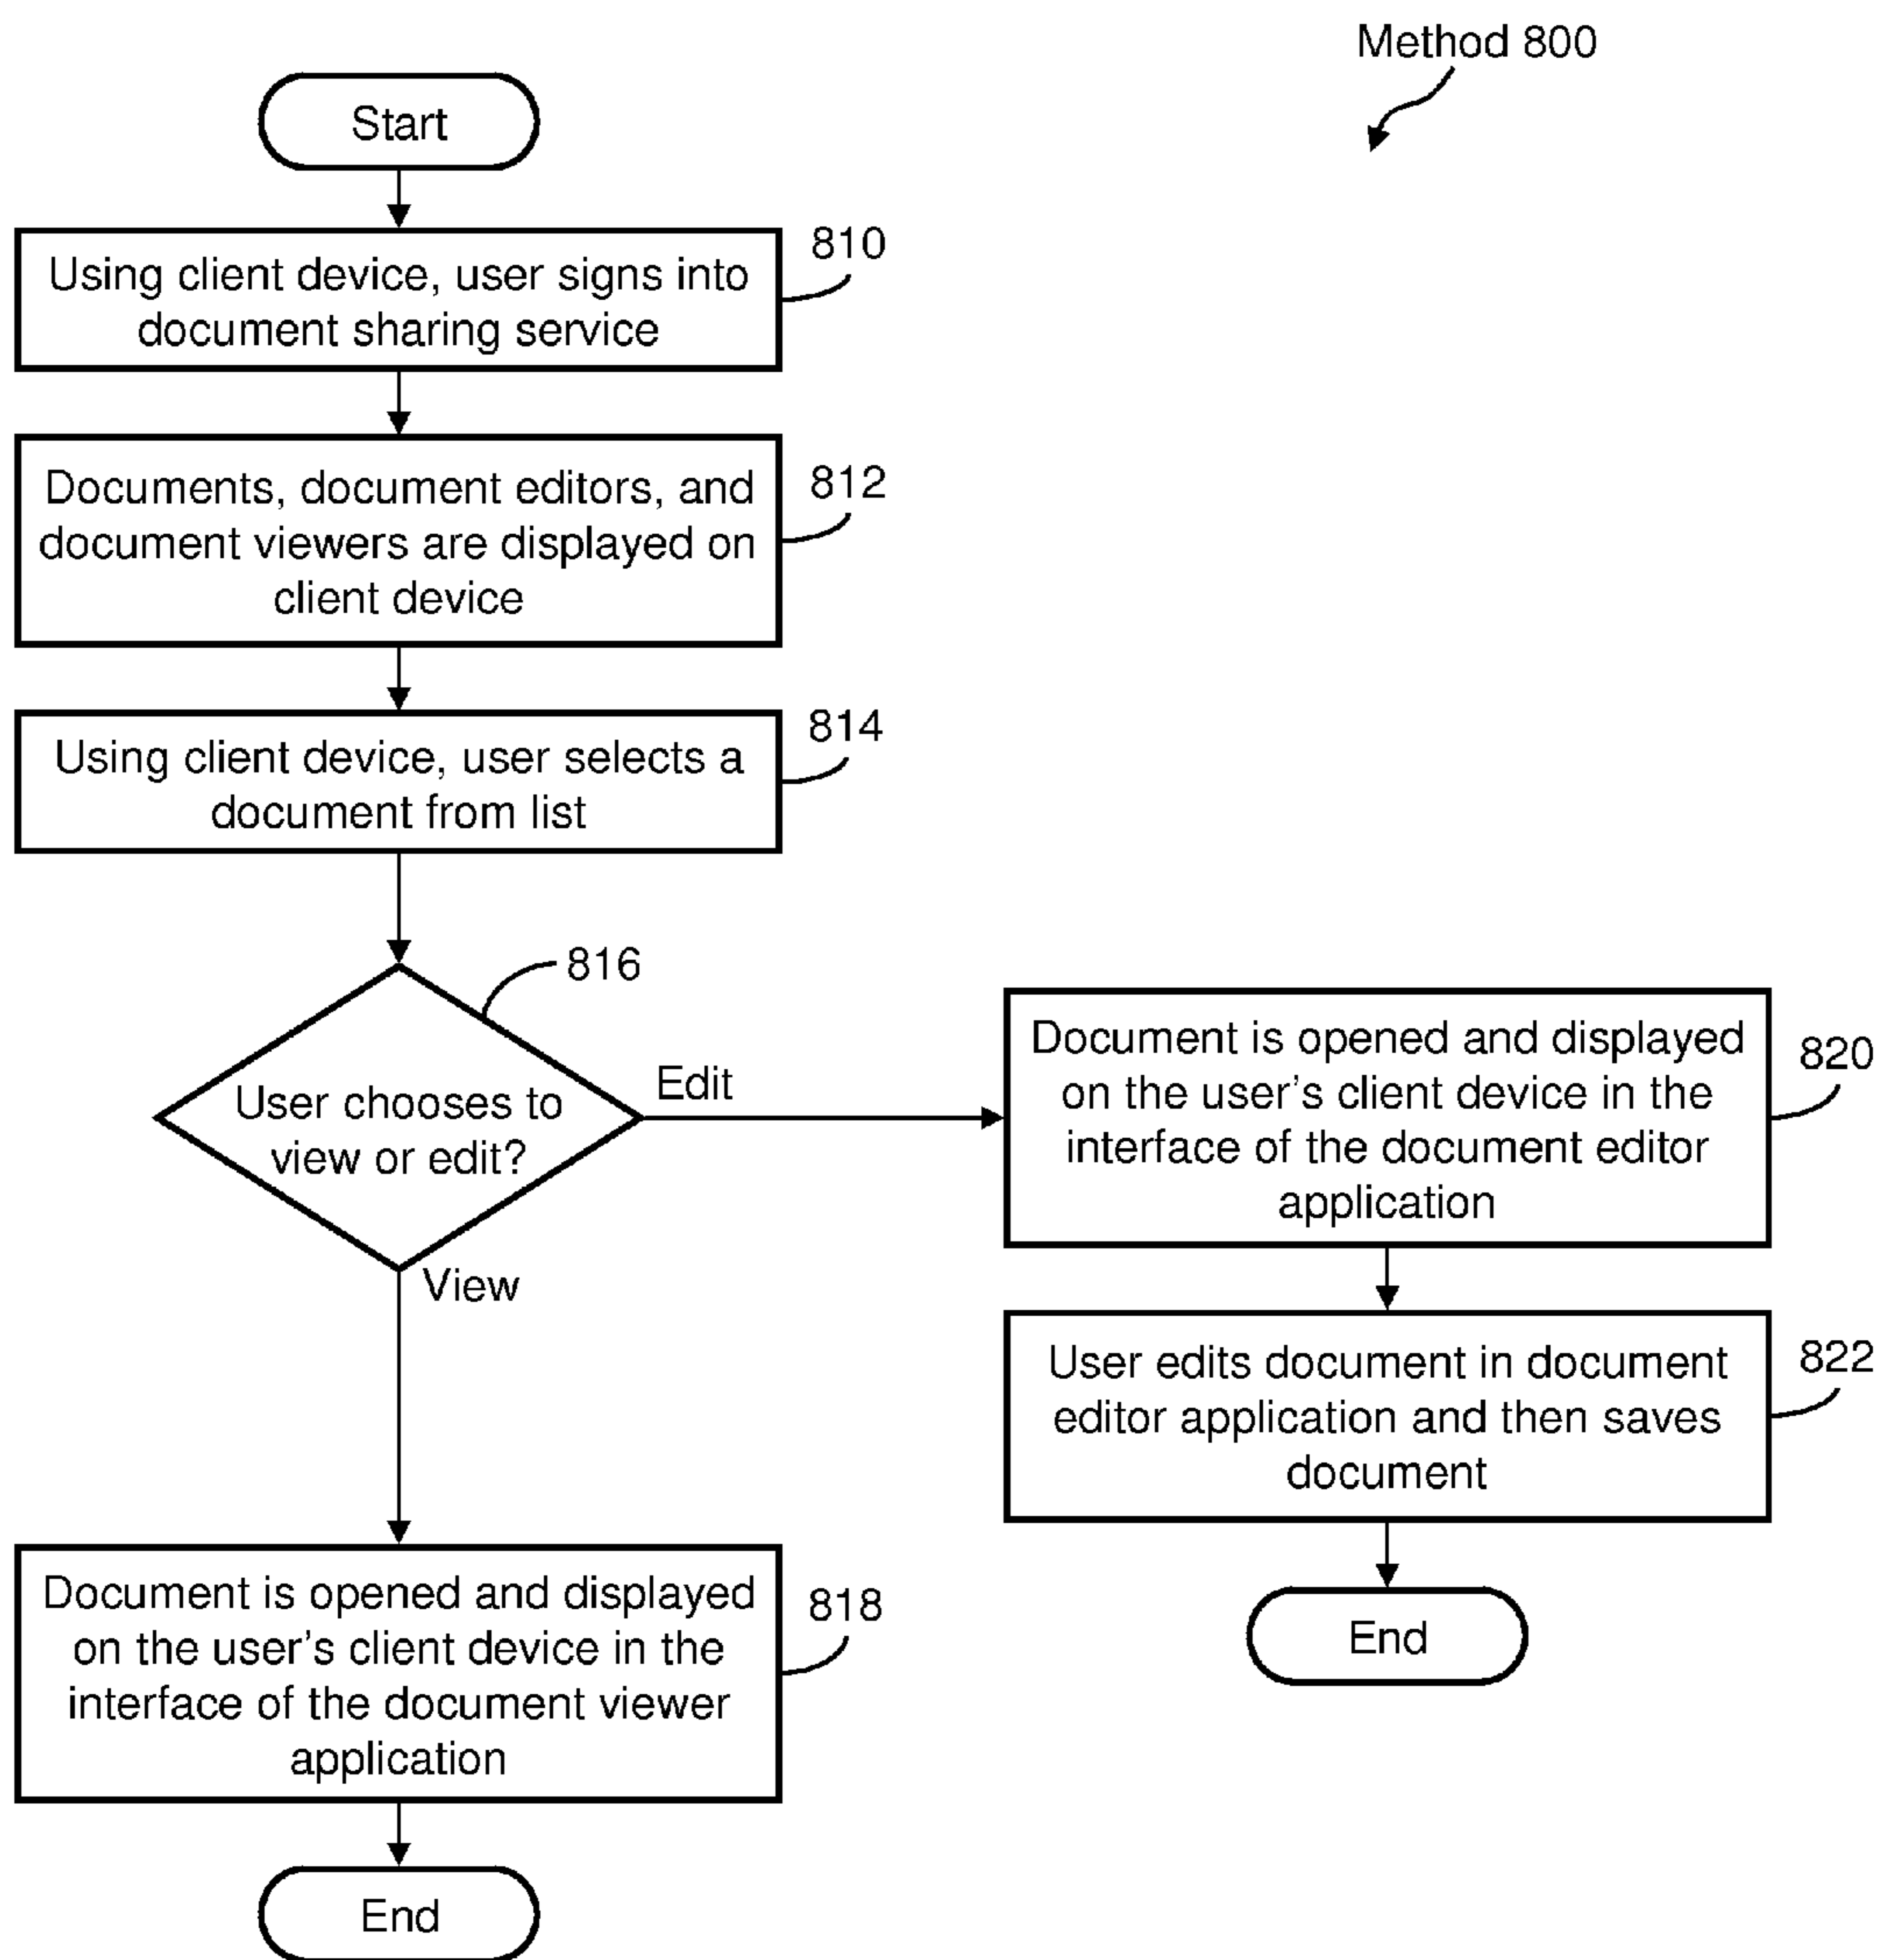 Method 800
Start
Using client device, user signs into
document sharing service
810
Documents, document editors, and
document viewers are displayed on
client device
812
Using client device, user selects a
document from list
814
816
User chooses to
view or edit?
Edit
View
Document is opened and displayed
on the user's client device in the
interface of the document editor
application
820
User edits document in document
editor application and then saves
document
822
End
Document is opened and displayed
on the user's client device in the
interface of the document viewer
application
818
End